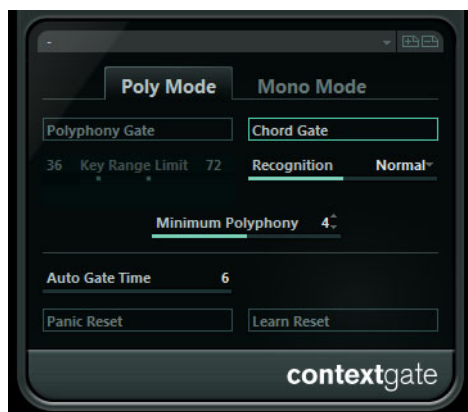 -
Poly Mode Mono Mode
Polyphony Gate Chord Gate
36 Key Range Limit 72 Recognition Normal
Minimum Polyphony 4
Auto Gate Time 6
Panic Reset Learn Reset
contextgate